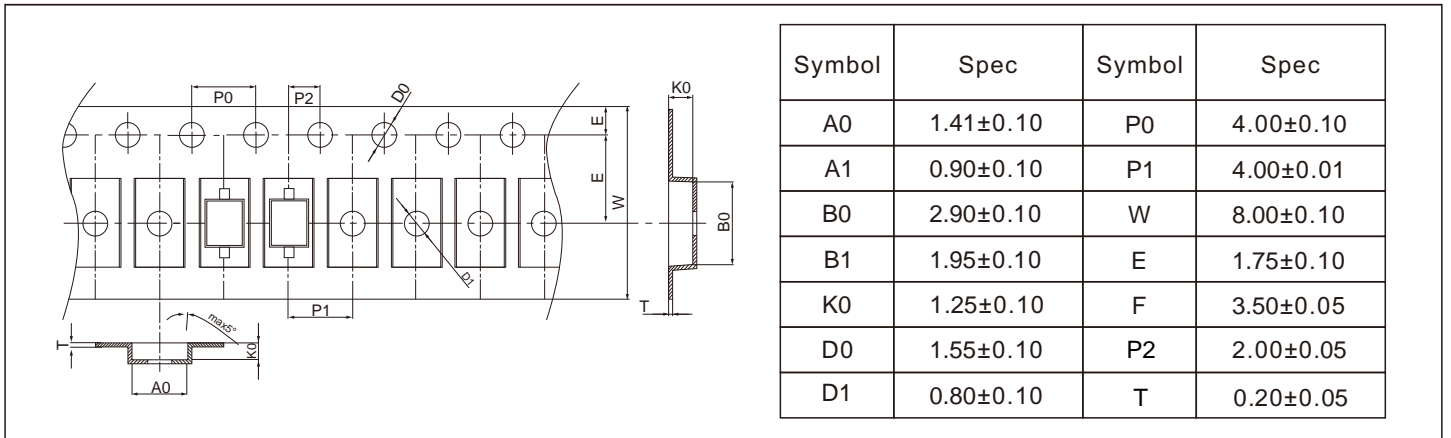 P0
P2
D0
E
E
W
D1
P1
T
max5°
K0
A0
K0
B0
T
Symbol Spec Symbol Spec
A0 1.41±0.10 P0 4.00±0.10
A1 0.90±0.10 P1 4.00±0.01
B0 2.90±0.10 W 8.00±0.10
B1 1.95±0.10 E 1.75±0.10
K0 1.25±0.10 F 3.50±0.05
D0 1.55±0.10 P2 2.00±0.05
D1 0.80±0.10 T 0.20±0.05